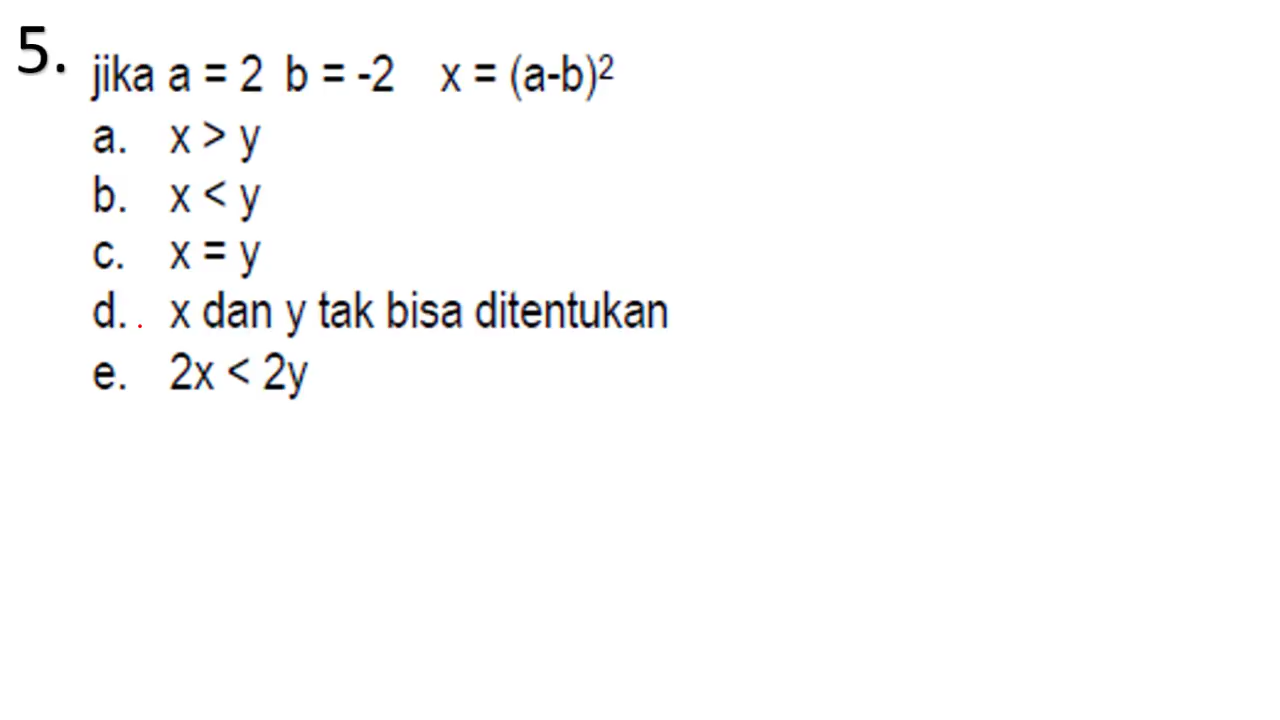 5. jika a = 2 b = -2 x = (a-b)²
a. x > y
b. x < y
c. x = y
d. . x dan y tak bisa ditentukan
e. 2x < 2y